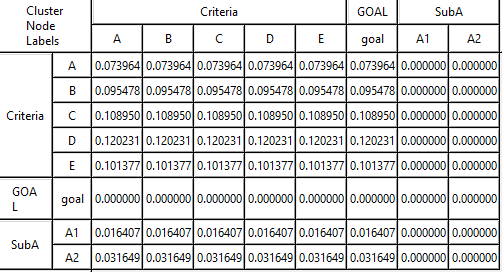 Cluster Node Labels Criteria GOAL SubA
A B C D E goal A1 A2
Criteria A 0.073964 0.073964 0.073964 0.073964 0.073964 0.073964 0.000000 0.000000
B 0.095478 0.095478 0.095478 0.095478 0.095478 0.095478 0.000000 0.000000
C 0.108950 0.108950 0.108950 0.108950 0.108950 0.108950 0.000000 0.000000
D 0.120231 0.120231 0.120231 0.120231 0.120231 0.120231 0.000000 0.000000
E 0.101377 0.101377 0.101377 0.101377 0.101377 0.101377 0.000000 0.000000
GOAL goal 0.000000 0.000000 0.000000 0.000000 0.000000 0.000000 0.000000 0.000000
SubA A1 0.016407 0.016407 0.016407 0.016407 0.016407 0.016407 0.000000 0.000000
A2 0.031649 0.031649 0.031649 0.031649 0.031649 0.031649 0.000000 0.000000